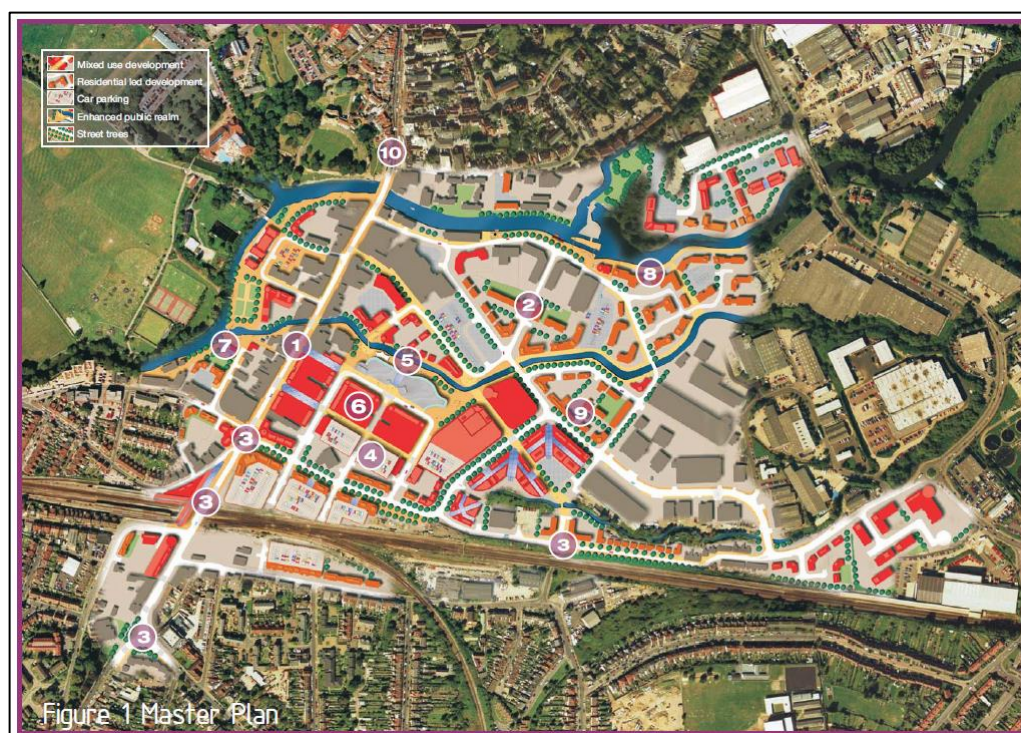 Mixed use development
Residential led development
Car parking
Enhanced public realm
Street trees
10
2
8
1
5
7
6
9
3
4
3
3
3
Figure 1 Master Plan